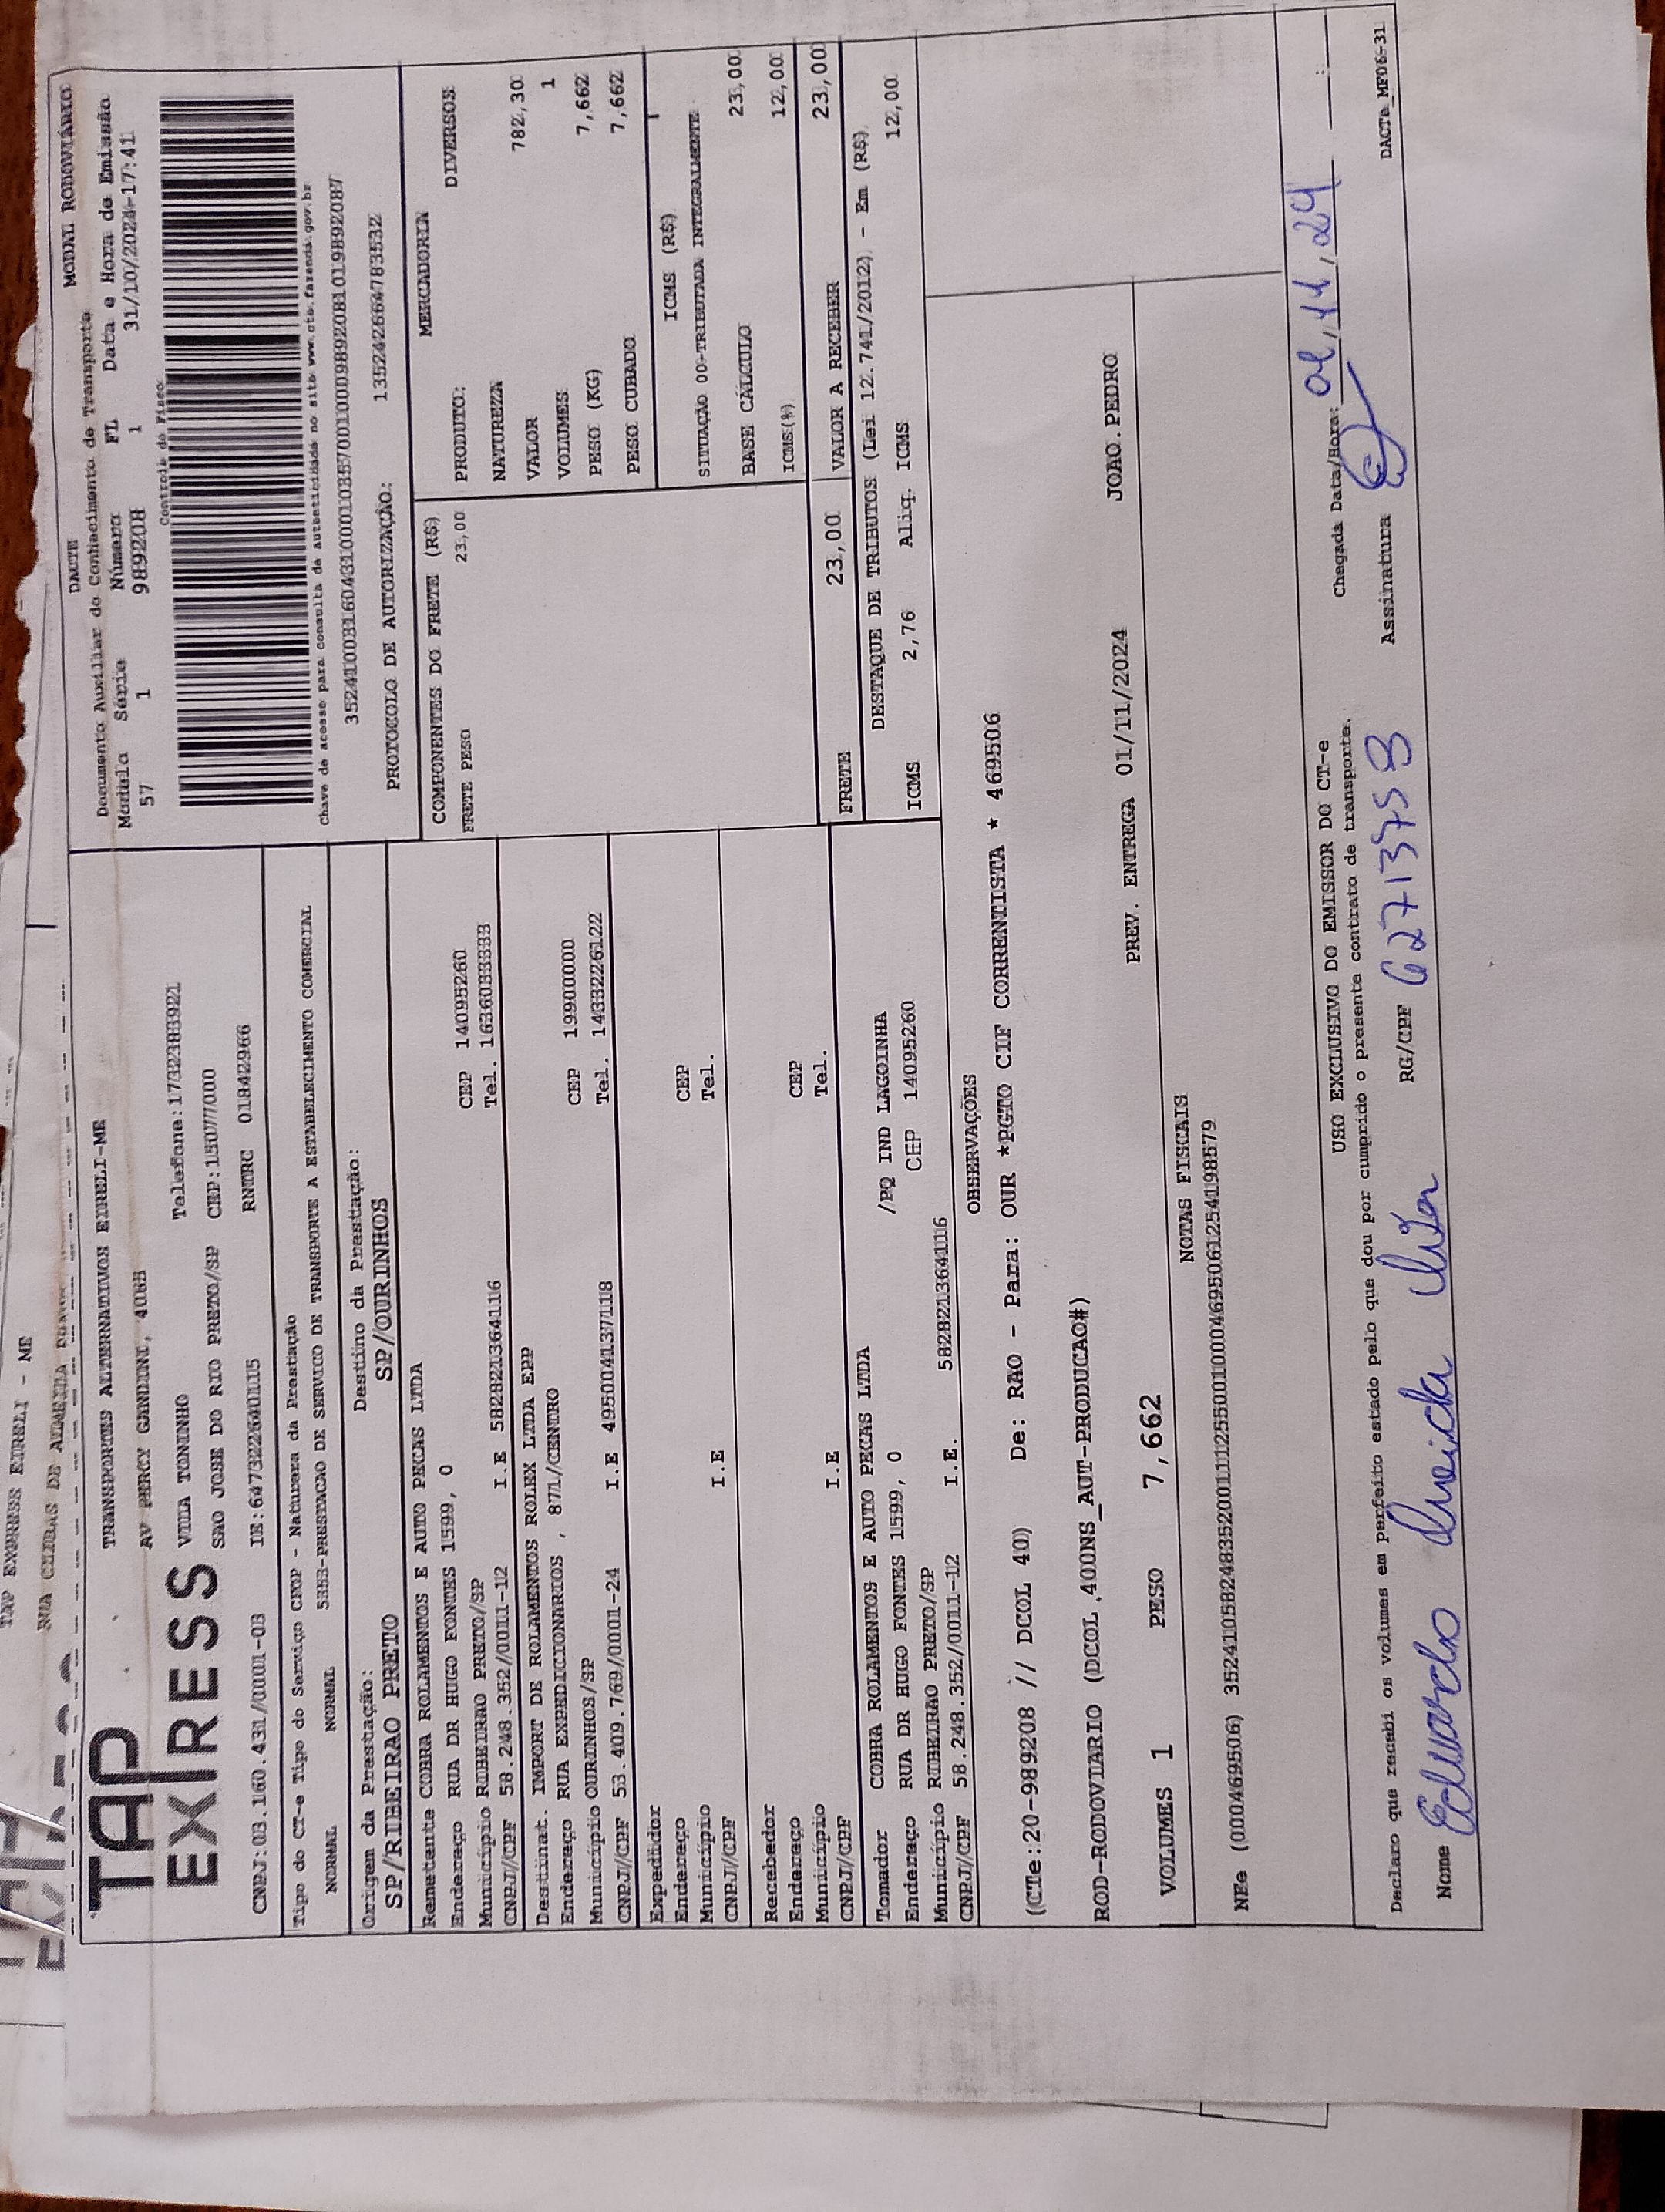 TAP EXPRESS EIRELI - ME
TAP
EXPRESS
TRANSPORTES ALTERNATIVOS EIRELI-ME
AV PERCY GANDINI, 408B
VILA TONINHO Telefone:1732383921
SAO JOSE DO RIO PRETO/SP CEP:15077/000
CNPJ:03.160.431/0001-03 IE:647322640115 RNTRC 01842966
DACTE MODAL RODOVIÁRIO
Documento Auxiliar do Conhecimento de Transporte
Modulo Série Número FL Data e Hora de Emissão
57 1 989208 1 31/10/2024-17:41
Controle do Fisco
Chave de acesso para consulta de autenticidade no site www.cte.fazenda.gov.br
35241003160431000103570010009892081019892087
PROTOCOLO DE AUTORIZAÇÃO: 135242664783532
Tipo do CT-e Tipo do Serviço CFOP - Natureza da Prestação
NORMAL NORMAL 5353-PRESTACAO DE SERVICO DE TRANSPORTE A ESTABELECIMENTO COMERCIAL
Origem da Prestação: Destino da Prestação:
SP/RIBEIRAO PRETO SP/OURINHOS
Remetente COBRA ROLAMENTOS E AUTO PECAS LTDA
Endereço RUA DR HUGO FONTES 1599, 0 CEP 14095260
Município RIBEIRAO PRETO/SP Tel. 1636033333
CNPJ/CPF 58.248.352/0011-12 I.E 582821364116
Destinat. IMPORT DE ROLAMENTOS ROLEX LTDA EPP
Endereço RUA EXPEDICIONARIOS , 871/CENTRO CEP 19900000
Município OURINHOS/SP Tel. 1433226122
CNPJ/CPF 53.409.769/0001-24 I.E 495004137118
Expedidor
Endereço CEP
Município Tel.
CNPJ/CPF I.E
Recebedor
Endereço CEP
Município Tel.
CNPJ/CPF I.E
Tomador COBRA ROLAMENTOS E AUTO PECAS LTDA
Endereço RUA DR HUGO FONTES 1599, 0 /PQ IND LAGOINHA
Município RIBEIRAO PRETO/SP CEP 14095260
CNPJ/CPF 58.248.352/0011-12 I.E. 582821364116
COMPONENTES DO FRETE (R$)
FRETE PESO 23,00
MERCADORIA
PRODUTO: DIVERSOS
NATUREZA
VALOR 782,30
VOLUMES 1
PESO (KG) 7,662
PESO CUBADO 7,662
ICMS (R$)
SITUAÇÃO 00-TRIBUTADA INTEGRALMENTE
BASE CÁLCULO 23,00
ICMS(%) 12,00
FRETE 23,00 VALOR A RECEBER 23,00
DESTAQUE DE TRIBUTOS (Lei 12.741/2012) - Em (R$)
ICMS 2,76 Aliq. ICMS 12,00
OBSERVAÇÕES
(CTe:20-989208 // DCOL 40) De: RAO - Para: OUR *PGTO CIF CORRENTISTA * 469506
ROD-RODOVIARIO (DCOL.400NS_AUT-PRODUCAO#)
PREV. ENTREGA 01/11/2024 JOAO.PEDRO
VOLUMES 1 PESO 7,662
NOTAS FISCAIS
NFe (000469506) 35241058248352001112550010004695061254198579
USO EXCLUSIVO DO EMISSOR DO CT-e
Declaro que recebi os volumes em perfeito estado pelo que dou por cumprido o presente contrato de transporte.
Chegada Data/Hora: 01,11,24 :
Nome Eduardo RG/CPF Assinatura
DACTe_MF06-31